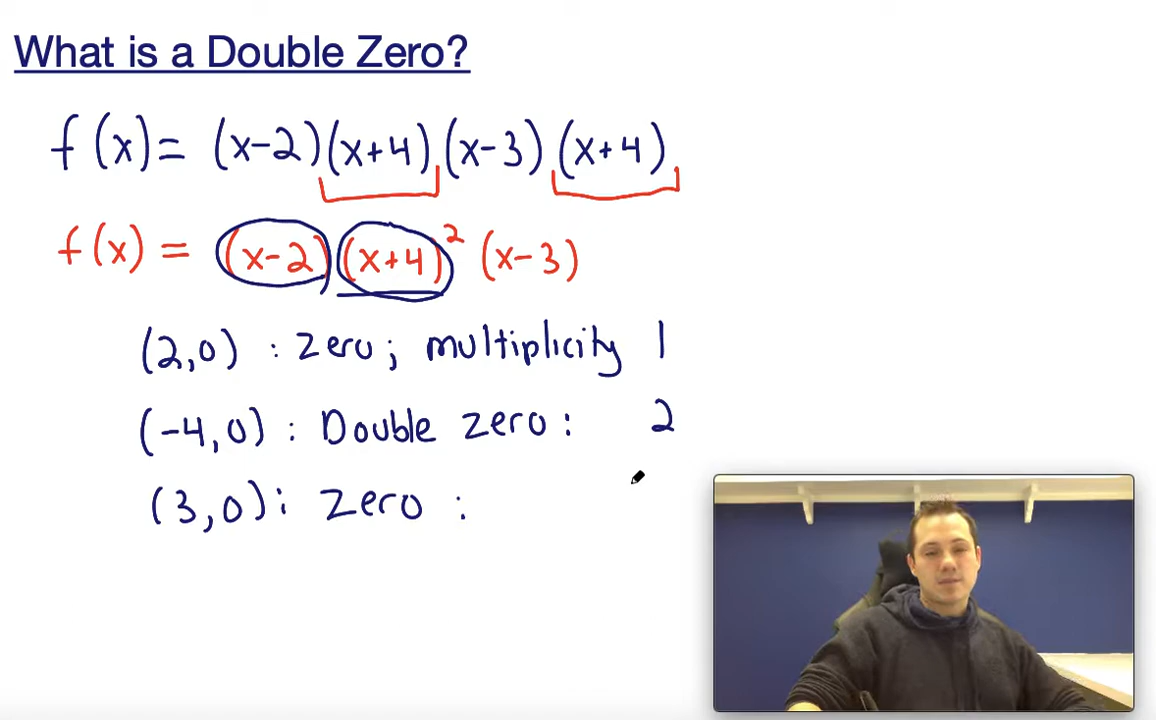 What is a Double Zero?
f(x) = (x-2)(x+4)(x-3)(x+4)
f(x) = (x-2)(x+4)² (x-3)
(2,0) : zero; multiplicity 1
(-4,0) : Double zero: 2
(3,0): zero :